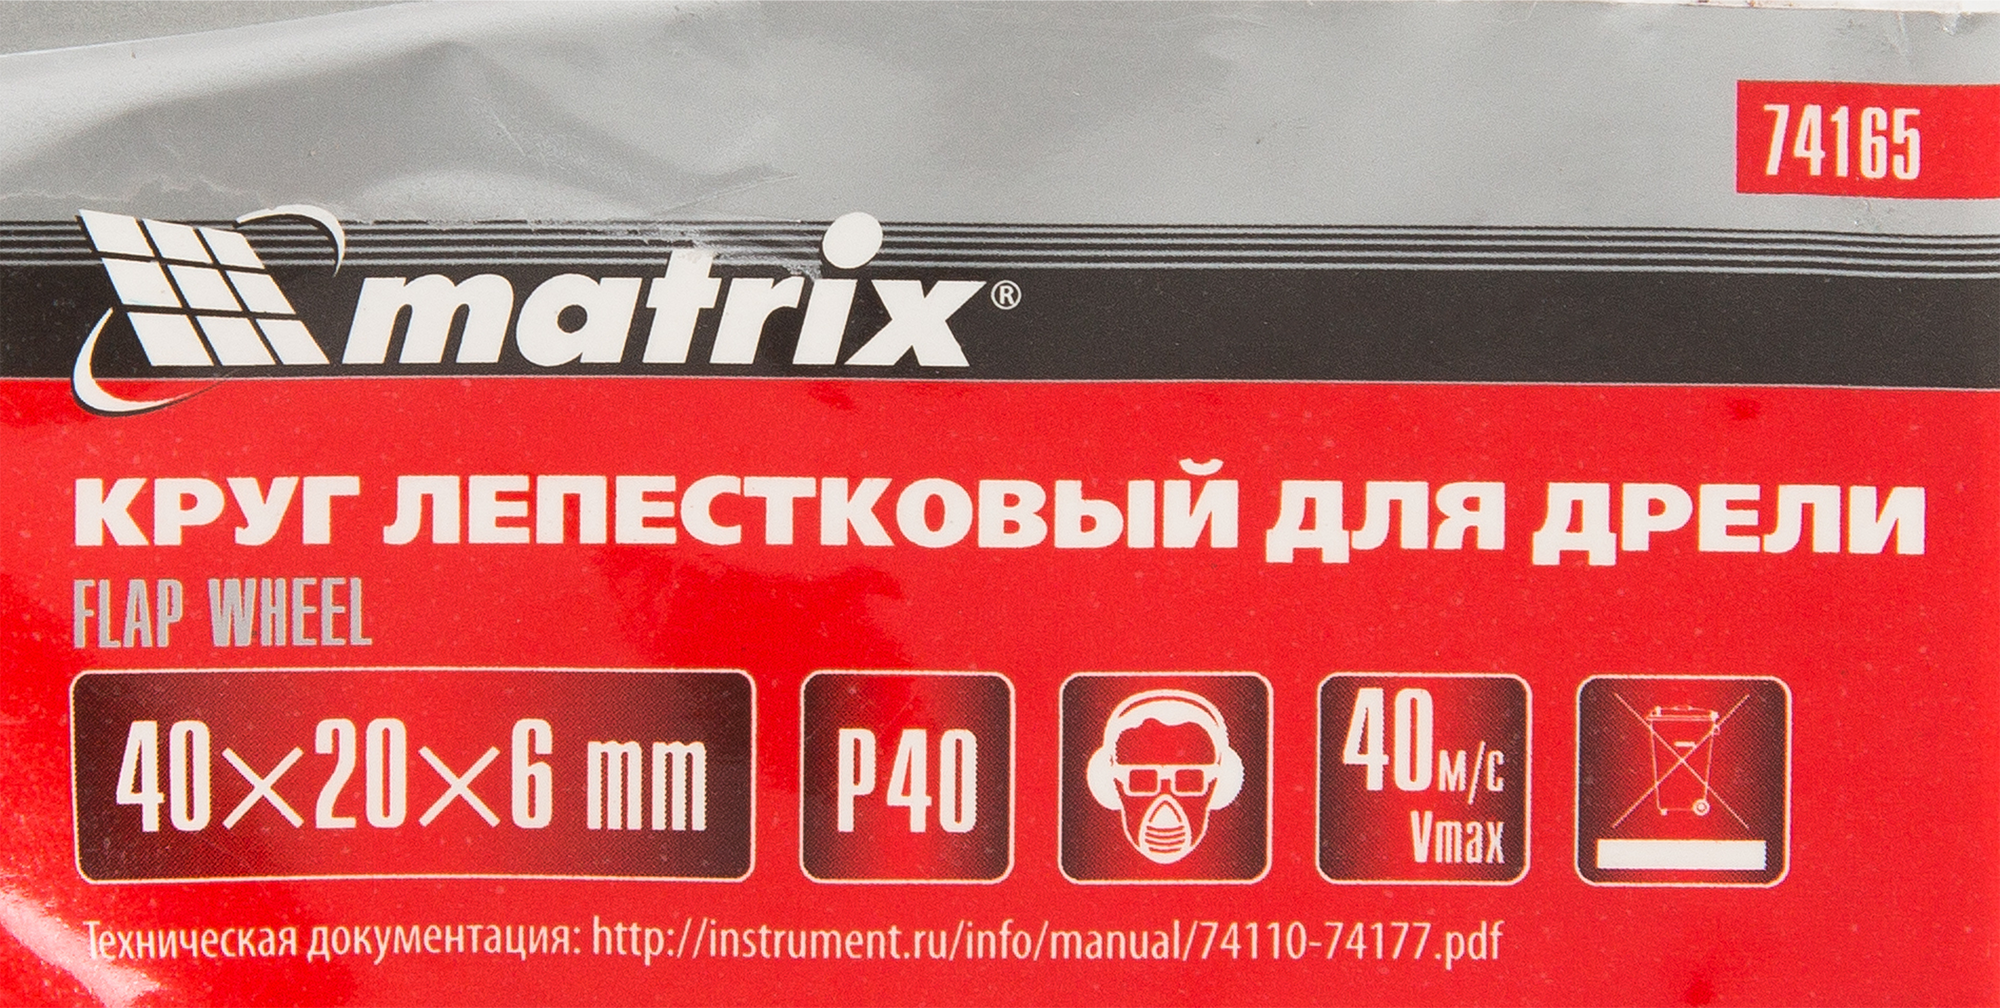 74165
matrix®
КРУГ ЛЕПЕСТКОВЫЙ ДЛЯ ДРЕЛИ
FLAP WHEEL
40×20×6 mm
P40
40 м/с
Vmax
Техническая документация: http://instrument.ru/info/manual/74110-74177.pdf